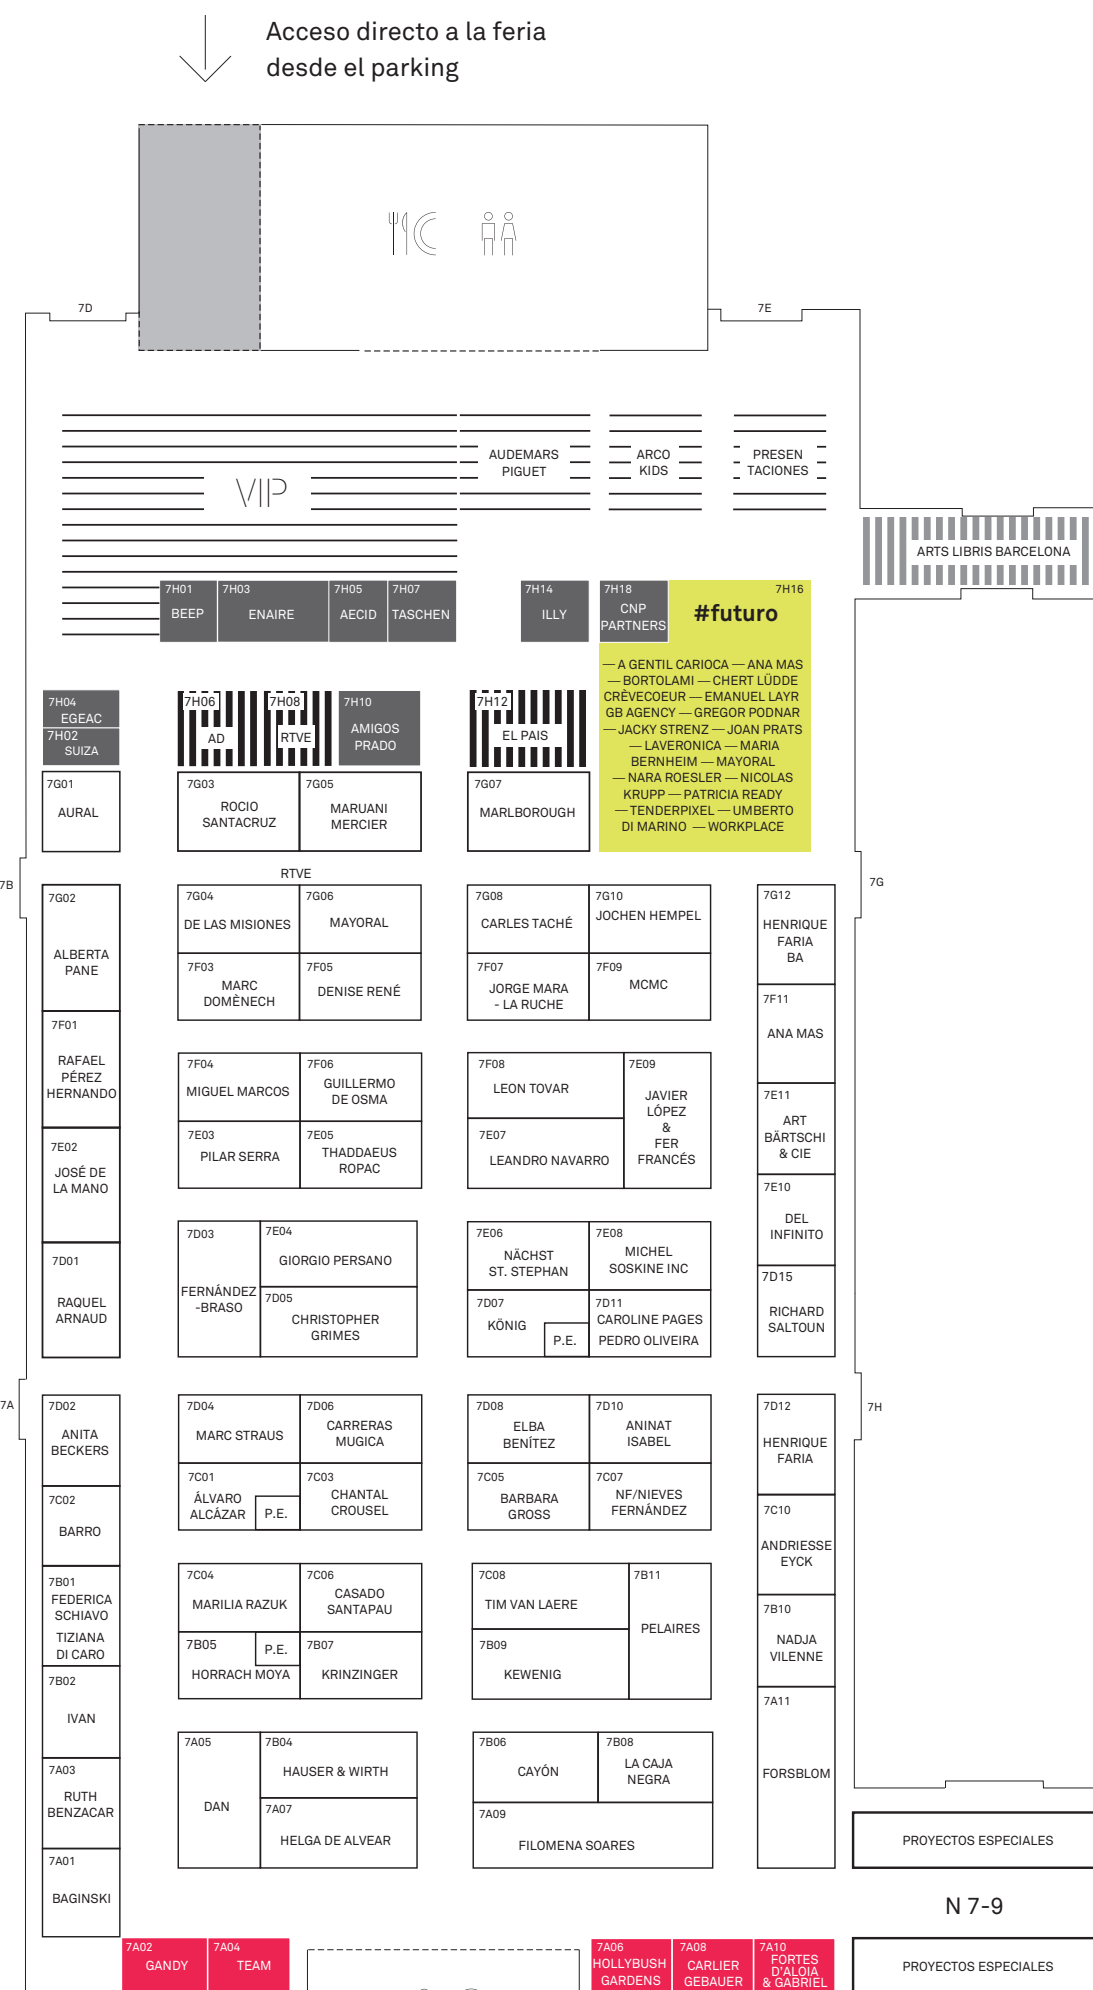 Acceso directo a la feria
desde el parking
7D
7E
VIP
AUDEMARS
PIGUET
ARCO
KIDS
PRESEN
TACIONES
ARTS LIBRIS BARCELONA
7H01
BEEP
7H03
ENAIRE
7H05
AECID
7H07
TASCHEN
7H14
ILLY
7H18
CNP
PARTNERS
7H16
#futuro
— A GENTIL CARIOCA — ANA MAS
— BORTOLAMI — CHERT LÜDDE
CRÈVECOEUR — EMANUEL LAYR
GB AGENCY — GREGOR PODNAR
— JACKY STRENZ — JOAN PRATS
— LAVERONICA — MARIA
BERNHEIM — MAYORAL
— NARA ROESLER — NICOLAS
KRUPP — PATRICIA READY
— TENDERPIXEL — UMBERTO
DI MARINO — WORKPLACE
7H04
EGEAC
7H02
SUIZA
7H06
AD
7H08
RTVE
7H10
AMIGOS
PRADO
7H12
EL PAIS
7G01
AURAL
7G03
ROCIO
SANTACRUZ
7G05
MARUANI
MERCIER
7G07
MARLBOROUGH
RTVE
7B
7G
7G02
ALBERTA
PANE
7G04
DE LAS MISIONES
7G06
MAYORAL
7G08
CARLES TACHÉ
7G10
JOCHEN HEMPEL
7G12
HENRIQUE
FARIA
BA
7F03
MARC
DOMÈNECH
7F05
DENISE RENÉ
7F07
JORGE MARA
- LA RUCHE
7F09
MCMC
7F11
ANA MAS
7F01
RAFAEL
PÉREZ
HERNANDO
7F04
MIGUEL MARCOS
7F06
GUILLERMO
DE OSMA
7F08
LEON TOVAR
7E09
JAVIER
LÓPEZ
&
FER
FRANCÉS
7E11
ART
BÄRTSCHI
& CIE
7E02
JOSÉ DE
LA MANO
7E03
PILAR SERRA
7E05
THADDAEUS
ROPAC
7E07
LEANDRO NAVARRO
7E10
DEL
INFINITO
7D01
RAQUEL
ARNAUD
7D03
FERNÁNDEZ
-BRASO
7E04
GIORGIO PERSANO
7D05
CHRISTOPHER
GRIMES
7E06
NÄCHST
ST. STEPHAN
7E08
MICHEL
SOSKINE INC
7D07
KÖNIG
P.E.
7D11
CAROLINE PAGES
PEDRO OLIVEIRA
7D15
RICHARD
SALTOUN
7A
7H
7D02
ANITA
BECKERS
7D04
MARC STRAUS
7D06
CARRERAS
MUGICA
7D08
ELBA
BENÍTEZ
7D10
ANINAT
ISABEL
7D12
HENRIQUE
FARIA
7C02
BARRO
7C01
ÁLVARO
ALCÁZAR
P.E.
7C03
CHANTAL
CROUSEL
7C05
BARBARA
GROSS
7C07
NF/NIEVES
FERNÁNDEZ
7C10
ANDRIESSE
EYCK
7B01
FEDERICA
SCHIAVO
TIZIANA
DI CARO
7C04
MARILIA RAZUK
7C06
CASADO
SANTAPAU
7C08
TIM VAN LAERE
7B11
PELAIRES
7B10
NADJA
VILENNE
7B05
HORRACH MOYA
P.E.
7B07
KRINZINGER
7B09
KEWENIG
7B02
IVAN
7A11
FORSBLOM
7A05
DAN
7B04
HAUSER & WIRTH
7B06
CAYÓN
7B08
LA CAJA
NEGRA
7A03
RUTH
BENZACAR
7A07
HELGA DE ALVEAR
7A09
FILOMENA SOARES
7A01
BAGINSKI
PROYECTOS ESPECIALES
N 7-9
PROYECTOS ESPECIALES
7A02
GANDY
7A04
TEAM
7A06
HOLLYBUSH
GARDENS
7A08
CARLIER
GEBAUER
7A10
FORTES
D'ALOIA
& GABRIEL